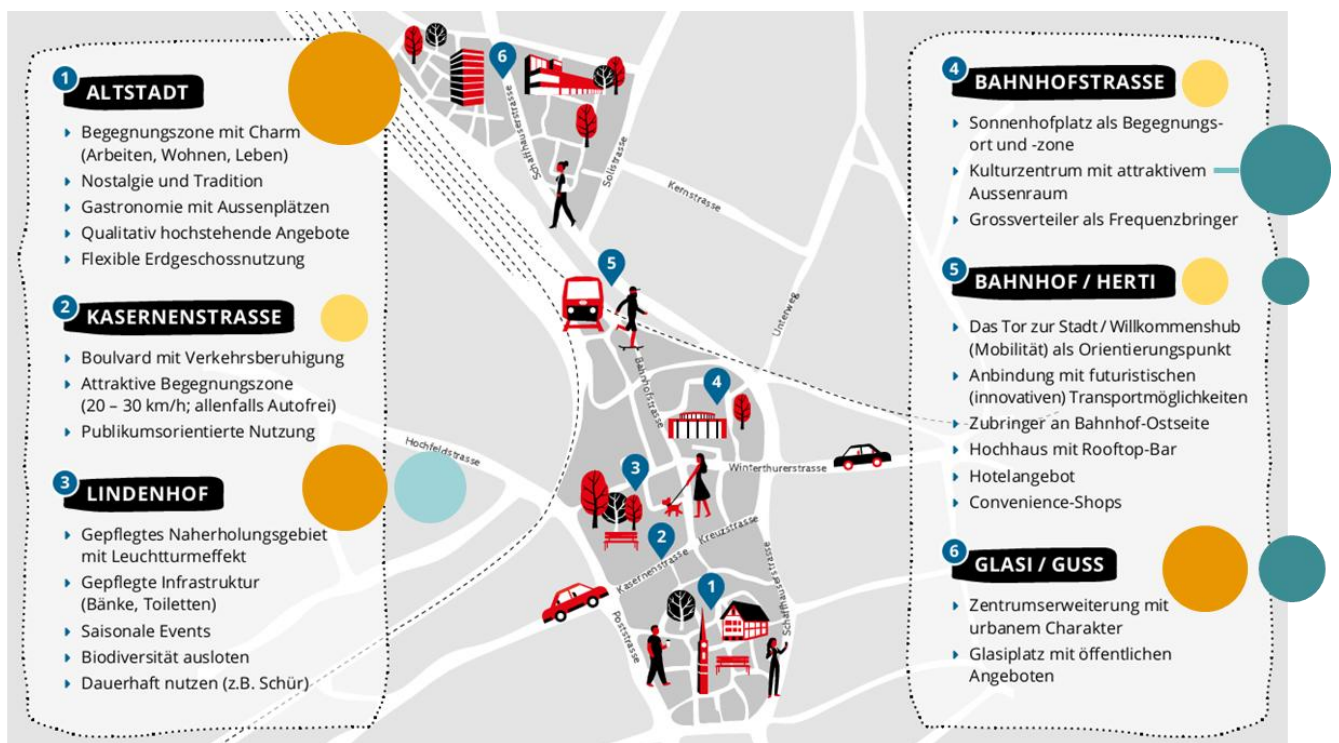 1
ALTSTADT
Begegnungszone mit Charm
(Arbeiten, Wohnen, Leben)
Nostalgie und Tradition
Gastronomie mit Aussenplätzen
Qualitativ hochstehende Angebote
Flexible Erdgeschossnutzung
2
KASERNENSTRASSE
Boulvard mit Verkehrsberuhigung
Attraktive Begegnungszone
(20 – 30 km/h; allenfalls Autofrei)
Publikumsorientierte Nutzung
3
LINDENHOF
Gepflegtes Naherholungsgebiet
mit Leuchtturmeffekt
Gepflegte Infrastruktur
(Bänke, Toiletten)
Saisonale Events
Biodiversität ausloten
Dauerhaft nutzen (z.B. Schür)
6
Schaffhauserstrasse
Solistrasse
Kernstrasse
5
Unterweg
Bahnhofstrasse
4
Hochfeldstrasse
3
Winterthurerstrasse
2
Kreuzstrasse
Kasernenstrasse
1
Poststrasse
Schaffhauserstrasse
4
BAHNHOFSTRASSE
Sonnenhofplatz als Begegnungs-
ort und -zone
Kulturzentrum mit attraktivem
Aussenraum
Grossverteiler als Frequenzbringer
5
BAHNHOF / HERTI
Das Tor zur Stadt / Willkommenshub
(Mobilität) als Orientierungspunkt
Anbindung mit futuristischen
(innovativen) Transportmöglichkeiten
Zubringer an Bahnhof-Ostseite
Hochhaus mit Rooftop-Bar
Hotelangebot
Convenience-Shops
6
GLASI / GUSS
Zentrumserweiterung mit
urbanem Charakter
Glasiplatz mit öffentlichen
Angeboten